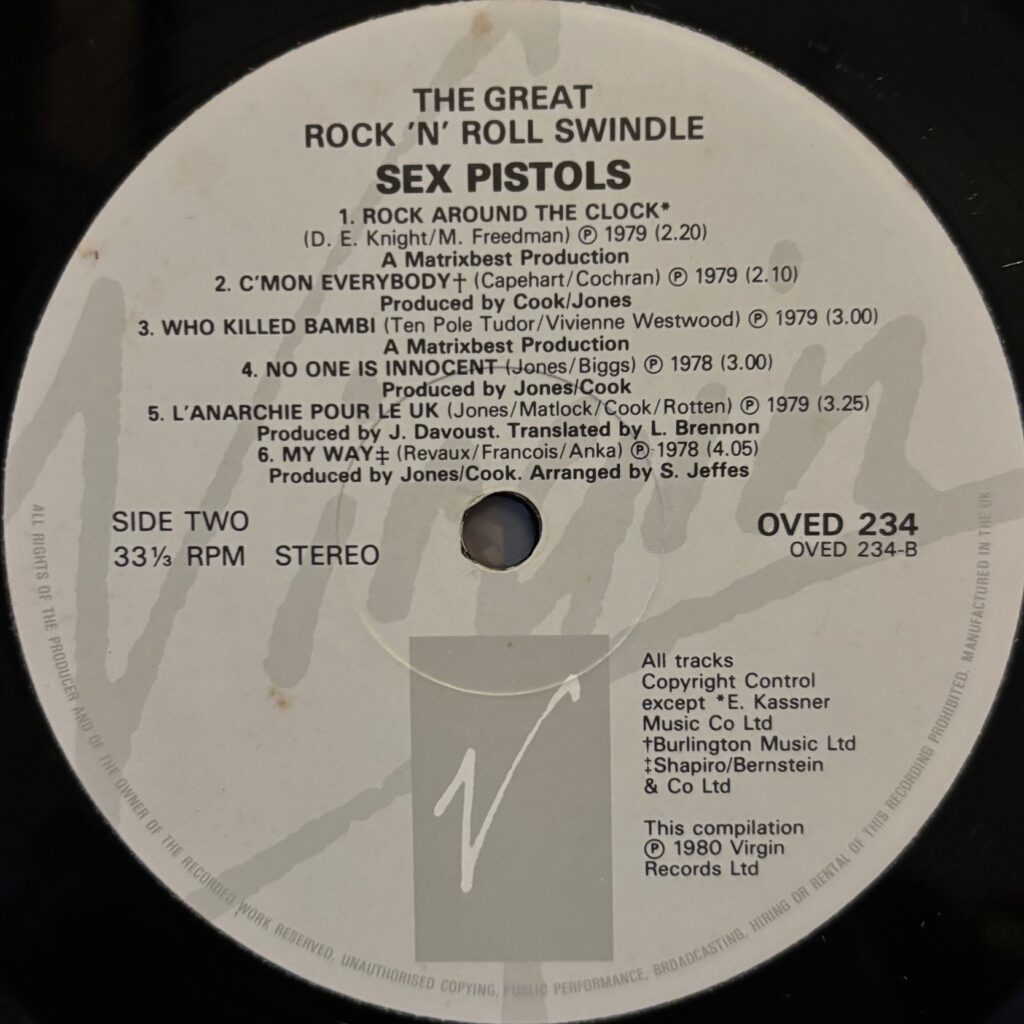 THE GREAT
ROCK 'N' ROLL SWINDLE
SEX PISTOLS
1. ROCK AROUND THE CLOCK*
(D. E. Knight/M. Freedman) ℗ 1979 (2.20)
A Matrixbest Production
2. C'MON EVERYBODY† (Capehart/Cochran) ℗ 1979 (2.10)
Produced by Cook/Jones
3. WHO KILLED BAMBI (Ten Pole Tudor/Vivienne Westwood) ℗ 1979 (3.00)
A Matrixbest Production
4. NO ONE IS INNOCENT (Jones/Biggs) ℗ 1978 (3.00)
Produced by Jones/Cook
5. L'ANARCHIE POUR LE UK (Jones/Matlock/Cook/Rotten) ℗ 1979 (3.25)
Produced by J. Davoust. Translated by L. Brennon
6. MY WAY‡ (Revaux/Francois/Anka) ℗ 1978 (4.05)
Produced by Jones/Cook. Arranged by S. Jeffes
SIDE TWO
33⅓ RPM STEREO
OVED 234
OVED 234-B
Virgin
V
All tracks
Copyright Control
except *E. Kassner
Music Co Ltd
†Burlington Music Ltd
‡Shapiro/Bernstein
& Co Ltd
This compilation
℗ 1980 Virgin
Records Ltd
ALL RIGHTS OF THE PRODUCER AND OF THE OWNER OF THE RECORDED WORK RESERVED. UNAUTHORISED COPYING, PUBLIC PERFORMANCE, BROADCASTING, HIRING OR RENTAL OF THIS RECORDING PROHIBITED. MANUFACTURED IN THE UK